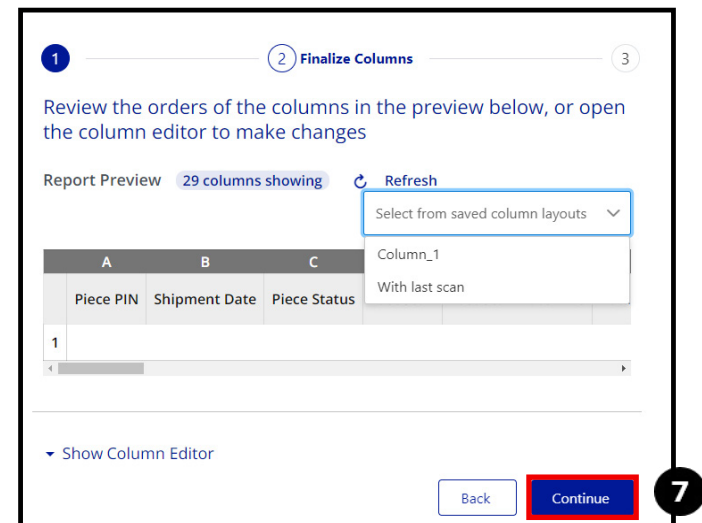 1 2 Finalize Columns 3
Review the orders of the columns in the preview below, or open
the column editor to make changes
Report Preview 29 columns showing Refresh
Select from saved column layouts
Column_1
With last scan
A B C
Piece PIN Shipment Date Piece Status
1
Show Column Editor
Back Continue 7